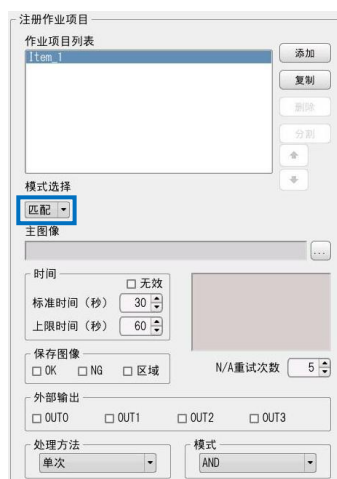 注册作业项目
作业项目列表
Item_1
添加
复制
删除
分割
模式选择
匹配
主图像
...
时间
无效
标准时间（秒） 30
上限时间（秒） 60
保存图像
OK NG 区域
N/A重试次数 5
外部输出
OUT0 OUT1 OUT2 OUT3
处理方法
单次
模式
AND